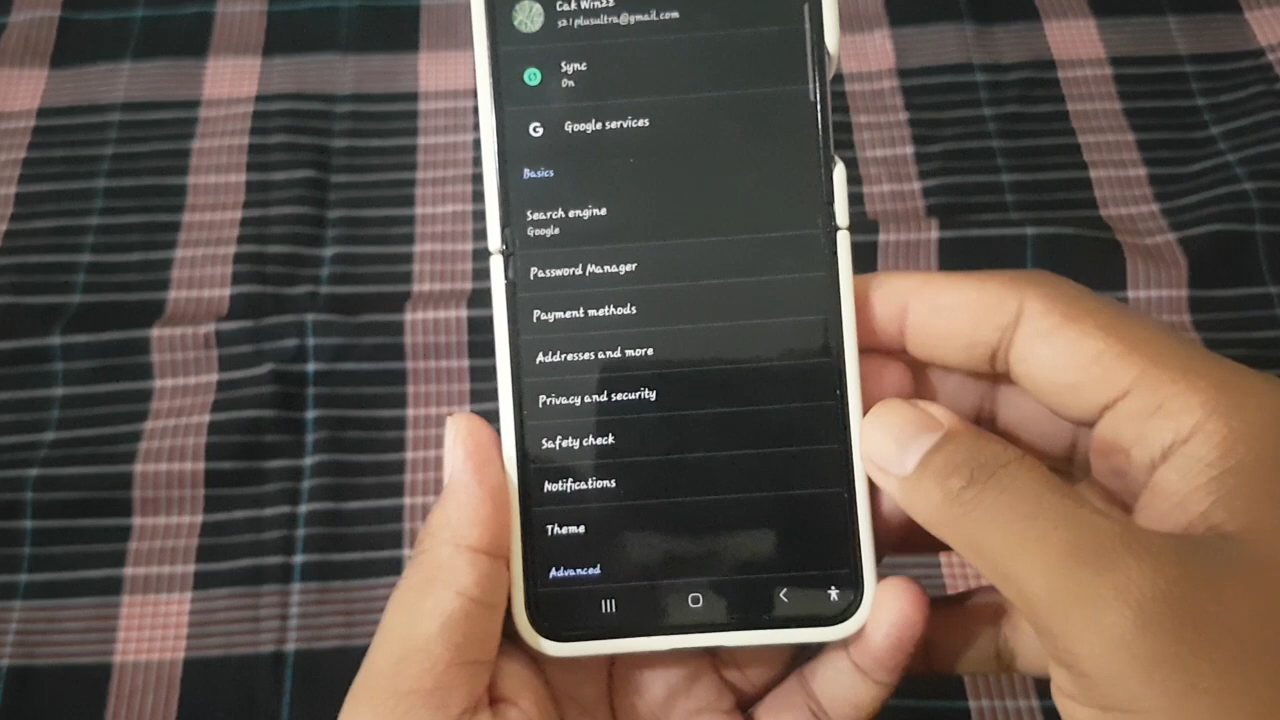 Cak Win22
s21plusultra@gmail.com
Sync
On
G
Google services
Basics
Search engine
Google
Password Manager
Payment methods
Addresses and more
Privacy and security
Safety check
Notifications
Theme
Advanced